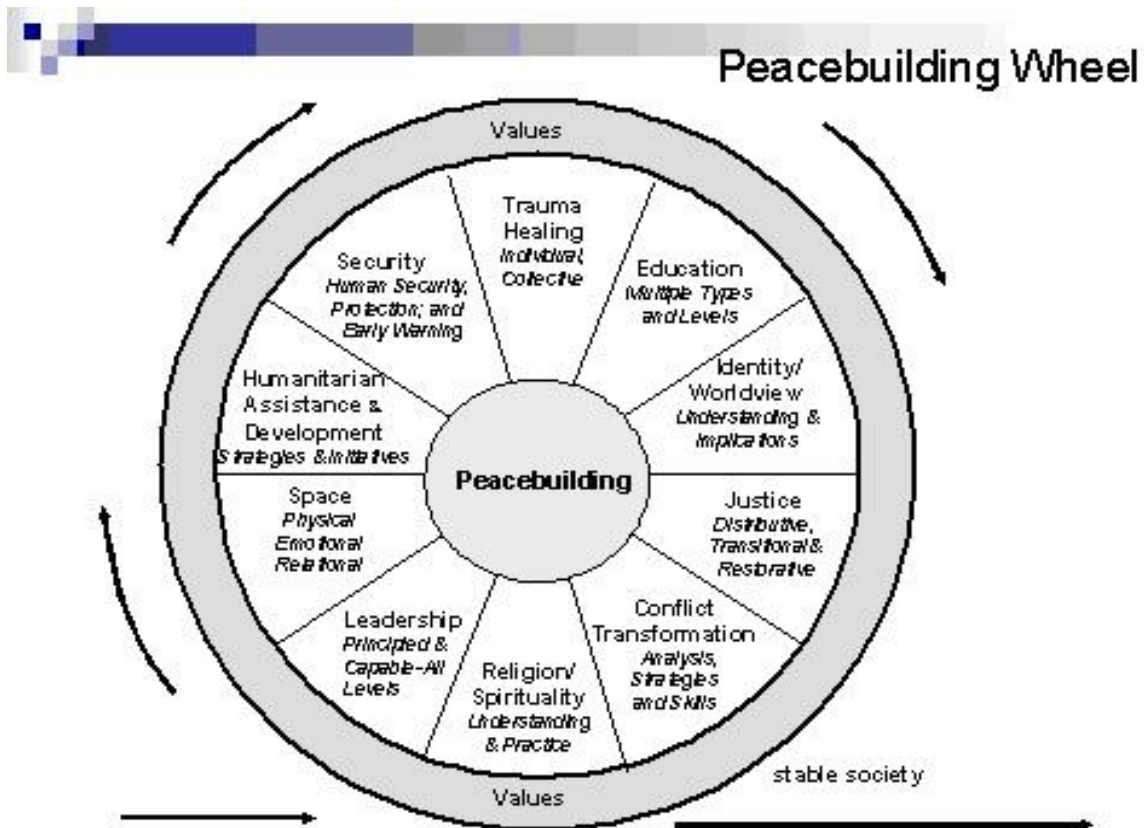 Peacebuilding Wheel
Values
Trauma
Healing
Individual,
Collective
Education
Multiple Types
and Levels
Identity/
Worldview
Understanding &
Implications
Justice
Distributive,
Transitional &
Restorative
Conflict
Transformation
Analysis,
Strategies
and Skills
Religion/
Spirituality
Understanding
& Practice
Leadership
Principled &
Capable-All
Levels
Space
Physical
Emotional
Relational
Humanitarian
Assistance &
Development
Strategies & Initiatives
Security
Human Security,
Protection; and
Early Warning
Peacebuilding
Values
stable society